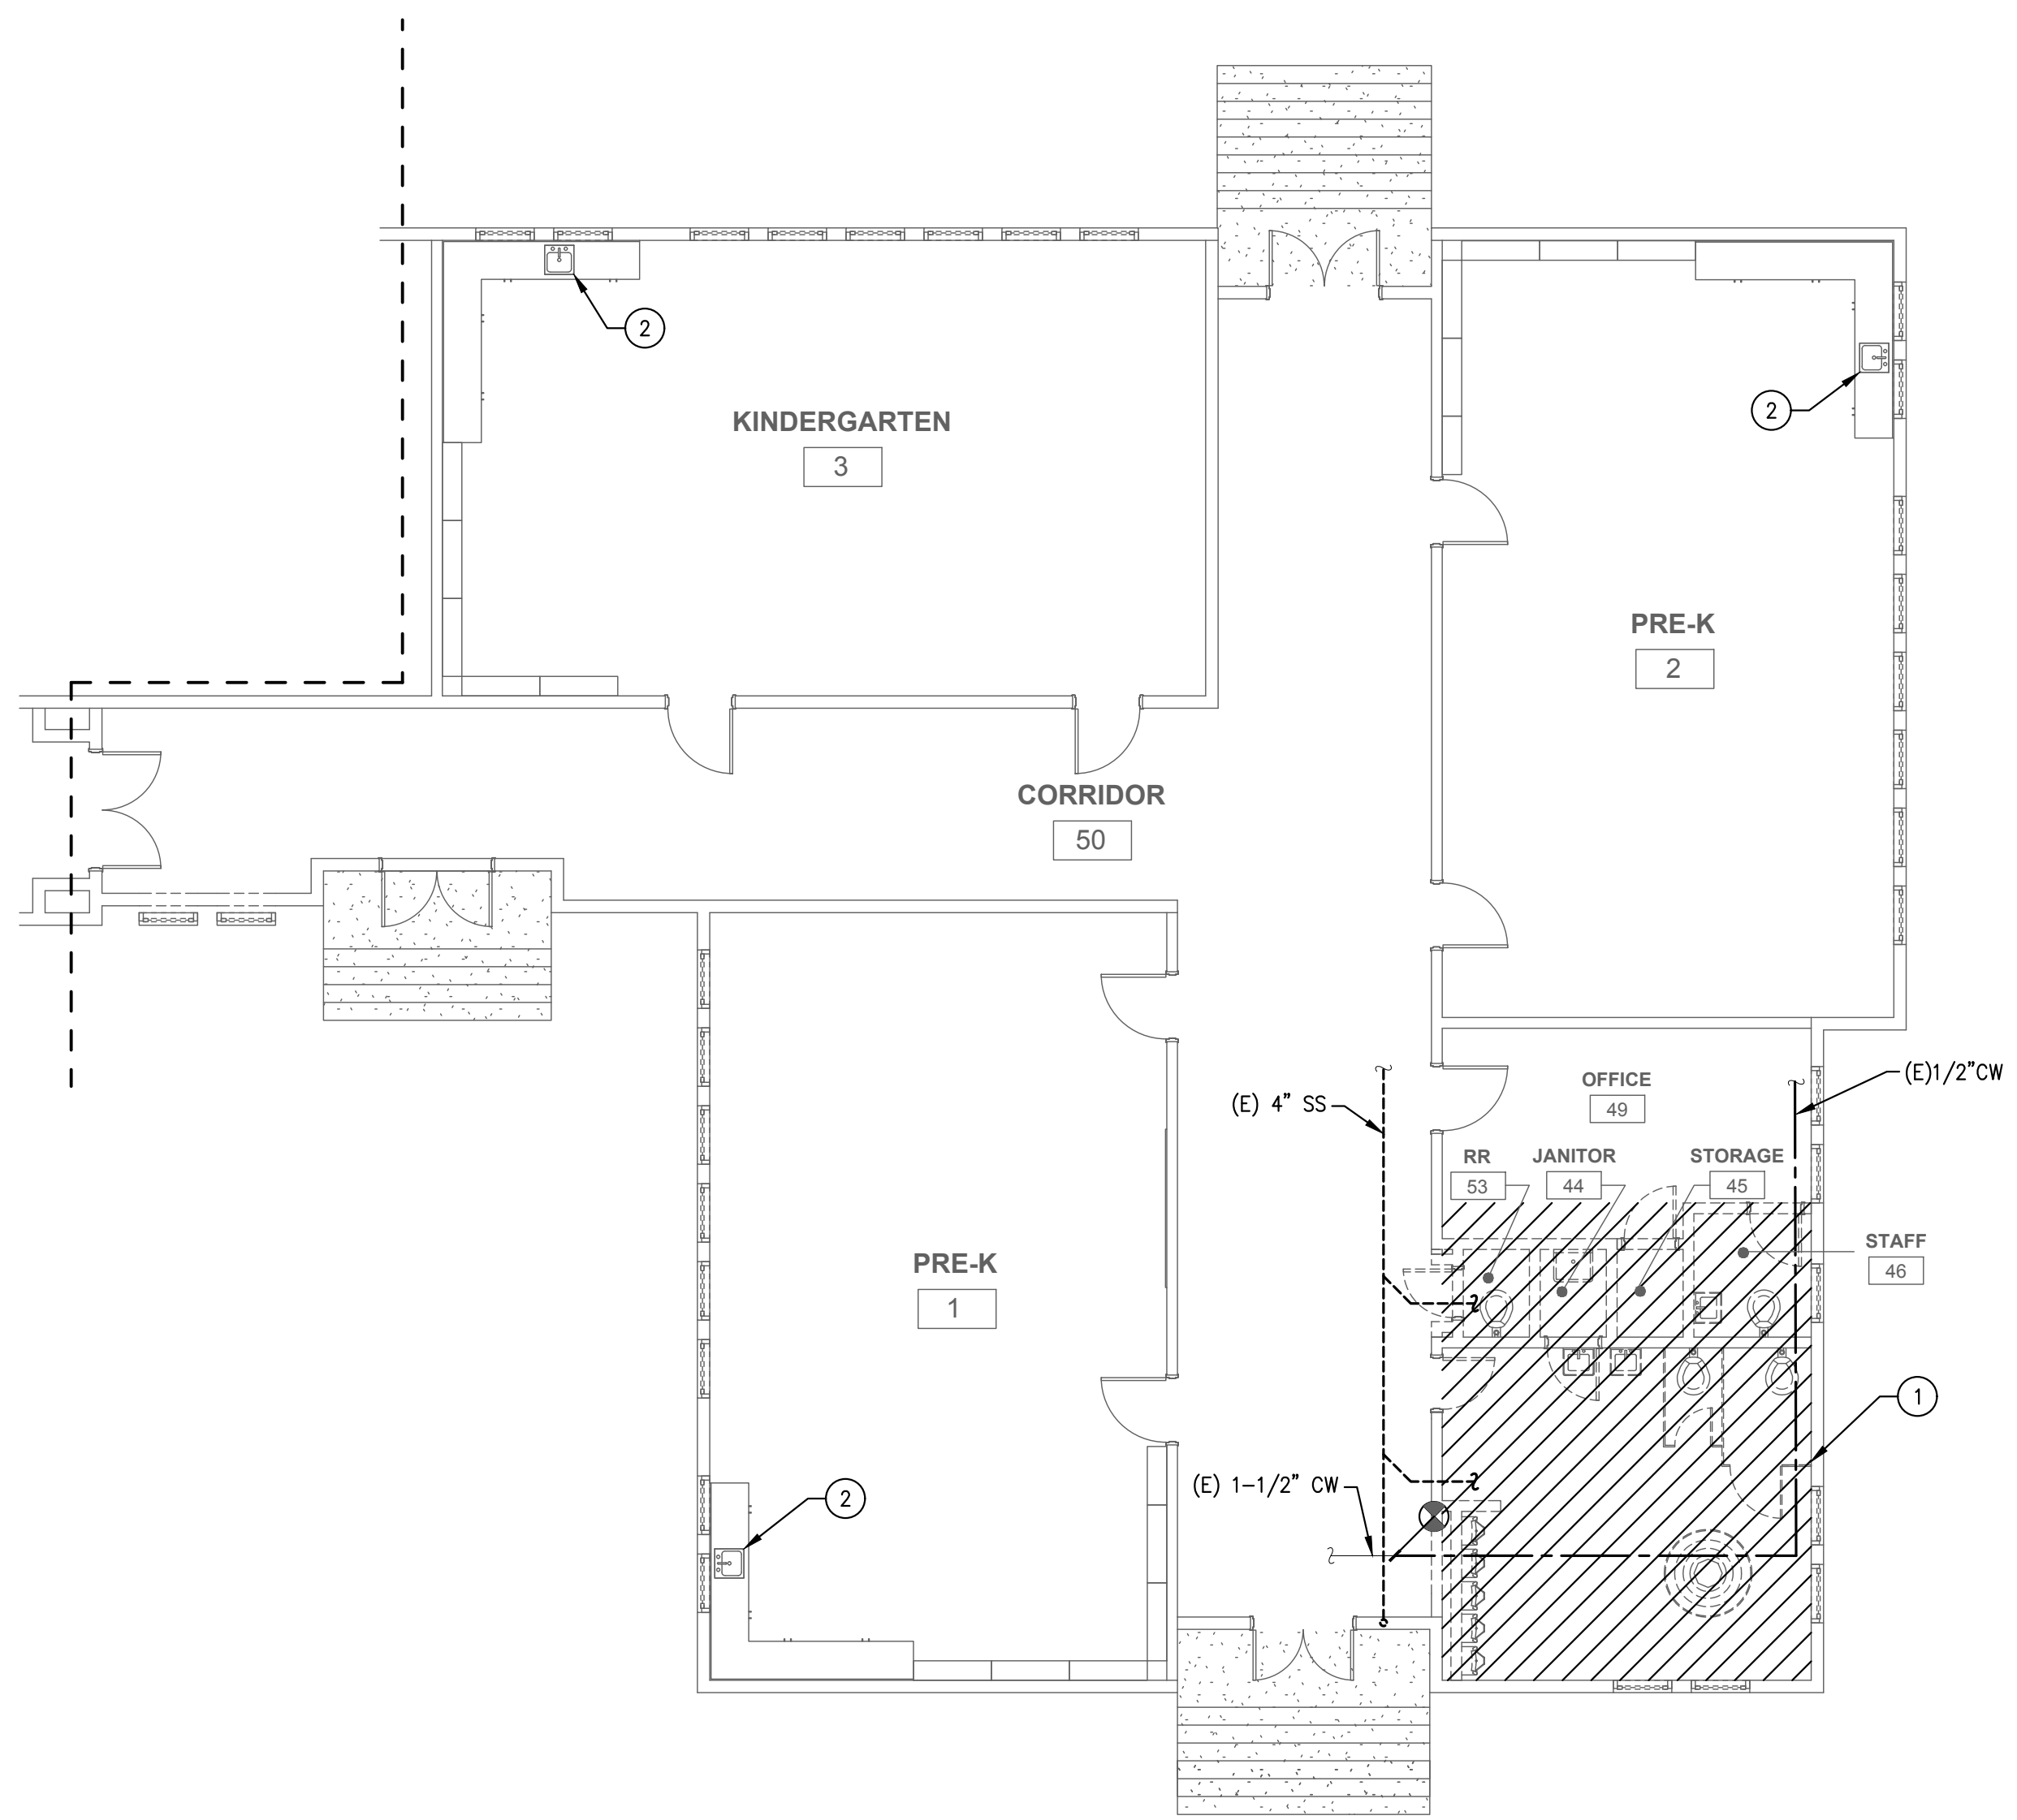 2
KINDERGARTEN
3
2
PRE-K
2
CORRIDOR
50
(E)1/2"CW
OFFICE
49
(E) 4" SS
RR
53
JANITOR
44
STORAGE
45
STAFF
46
PRE-K
1
1
(E) 1-1/2" CW
2